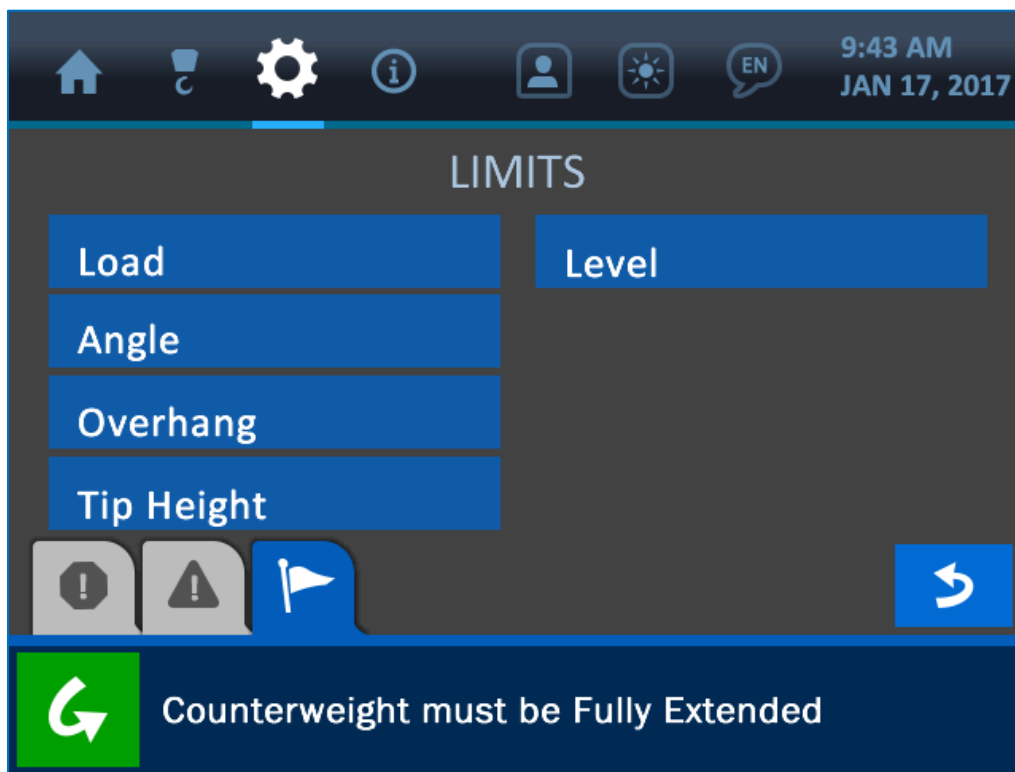 EN
9:43 AM
JAN 17, 2017
LIMITS
Load
Level
Angle
Overhang
Tip Height
Counterweight must be Fully Extended